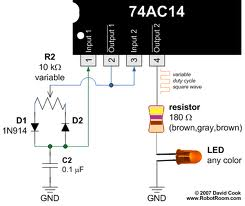 74AC14
Input 1
Output 1
Input 2
Output 2
1
2
3
4
R2
10 kΩ
variable
D1
D2
1N914
C2
0.1 µF
GND
variable
duty cycle
square wave
resistor
180 Ω
(brown,gray,brown)
LED
any color
GND
© 2007 David Cook
www.RobotRoom.com